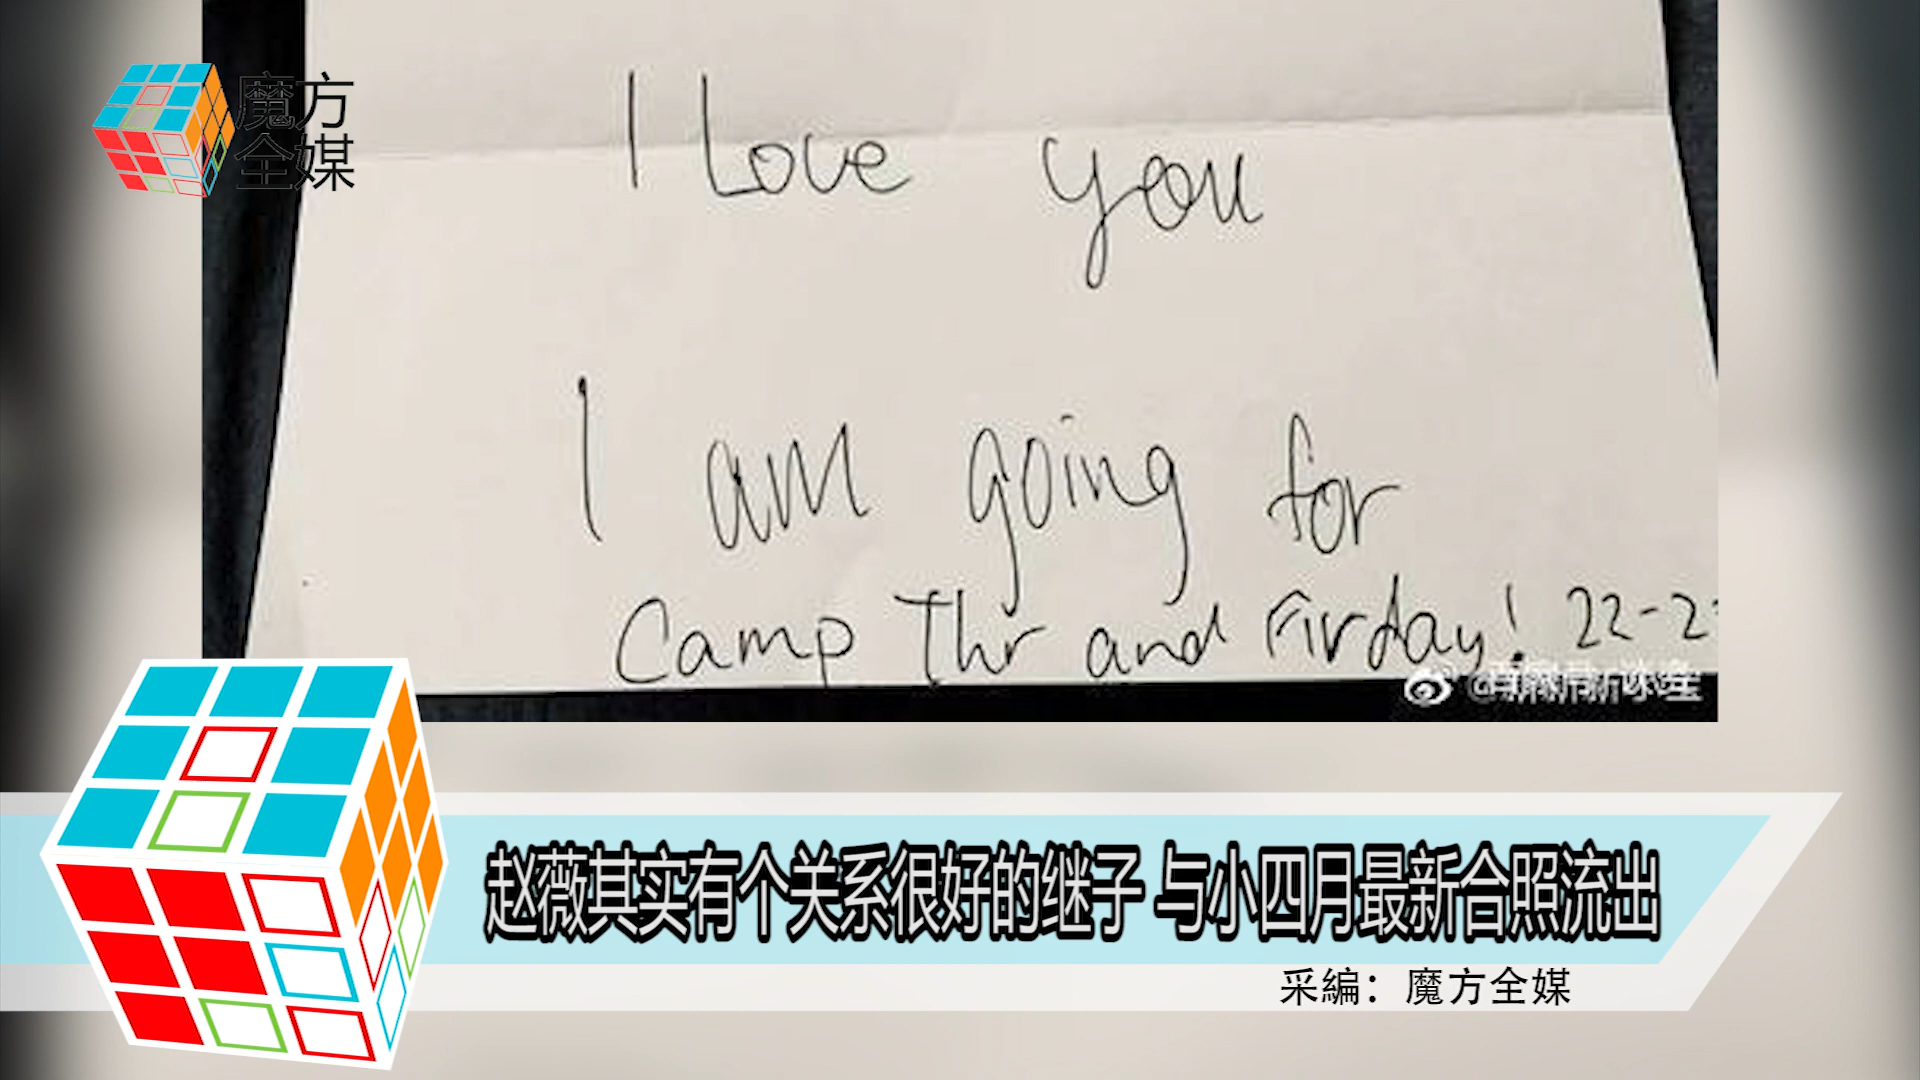 魔方
全媒
I Love you
I am going for
Camp Thr and Firday! 22-2
赵薇其实有个关系很好的继子 与小四月最新合照流出
采編：魔方全媒